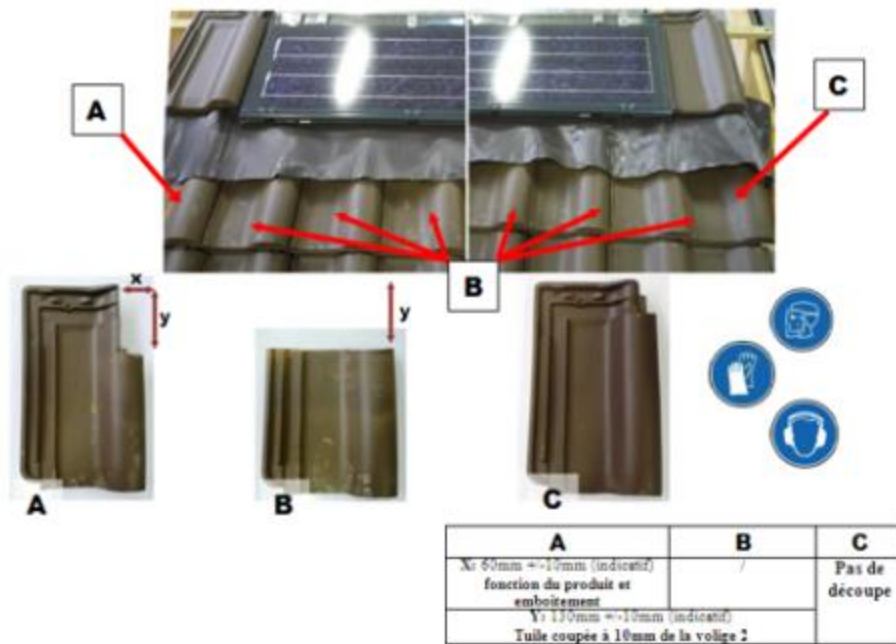 A
C
B
x
y
y
A
B
C
A B C
X: 60mm +/-10mm (indicatif) / Pas de
fonction du produit et découpe
emboitement
Y: 130mm +/-10mm (indicatif)
Tuile coupée à 10mm de la volige 2